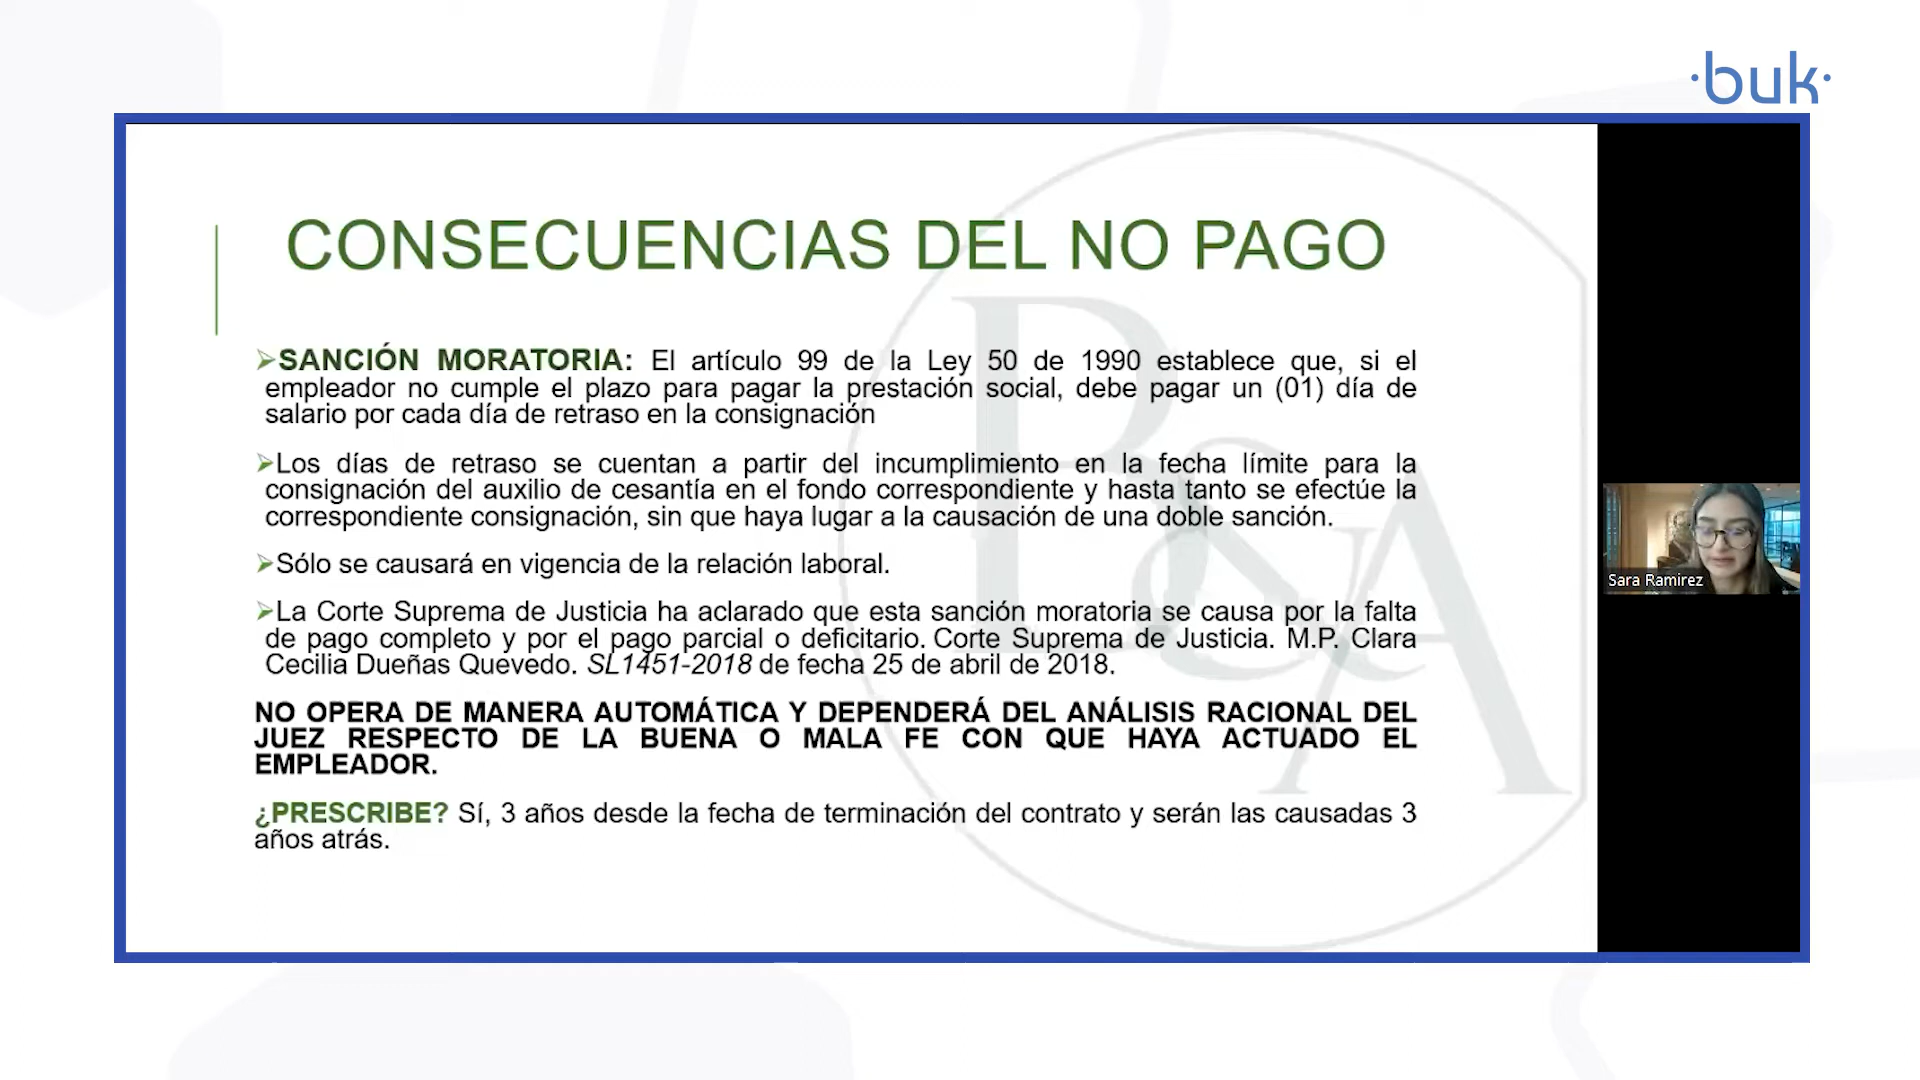 ·buk·
CONSECUENCIAS DEL NO PAGO
➢SANCIÓN MORATORIA: El artículo 99 de la Ley 50 de 1990 establece que, si el
empleador no cumple el plazo para pagar la prestación social, debe pagar un (01) día de
salario por cada día de retraso en la consignación
➢Los días de retraso se cuentan a partir del incumplimiento en la fecha límite para la
consignación del auxilio de cesantía en el fondo correspondiente y hasta tanto se efectúe la
correspondiente consignación, sin que haya lugar a la causación de una doble sanción.
➢Sólo se causará en vigencia de la relación laboral.
➢La Corte Suprema de Justicia ha aclarado que esta sanción moratoria se causa por la falta
de pago completo y por el pago parcial o deficitario. Corte Suprema de Justicia. M.P. Clara
Cecilia Dueñas Quevedo. SL1451-2018 de fecha 25 de abril de 2018.
NO OPERA DE MANERA AUTOMÁTICA Y DEPENDERÁ DEL ANÁLISIS RACIONAL DEL
JUEZ RESPECTO DE LA BUENA O MALA FE CON QUE HAYA ACTUADO EL
EMPLEADOR.
¿PRESCRIBE? Sí, 3 años desde la fecha de terminación del contrato y serán las causadas 3
años atrás.
R&A
Sara Ramirez